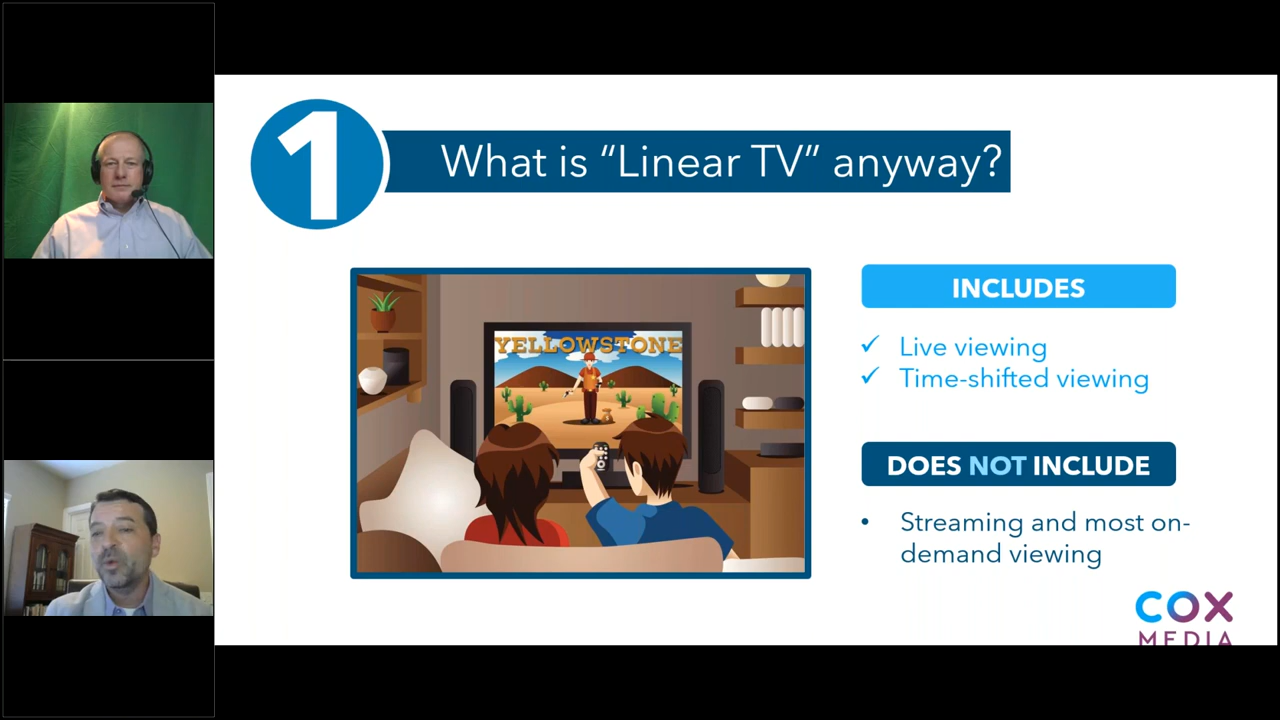 1
What is “Linear TV” anyway?
YELLOWSTONE
INCLUDES
✓ Live viewing
✓ Time-shifted viewing
DOES NOT INCLUDE
• Streaming and most on-
demand viewing
COX
MEDIA